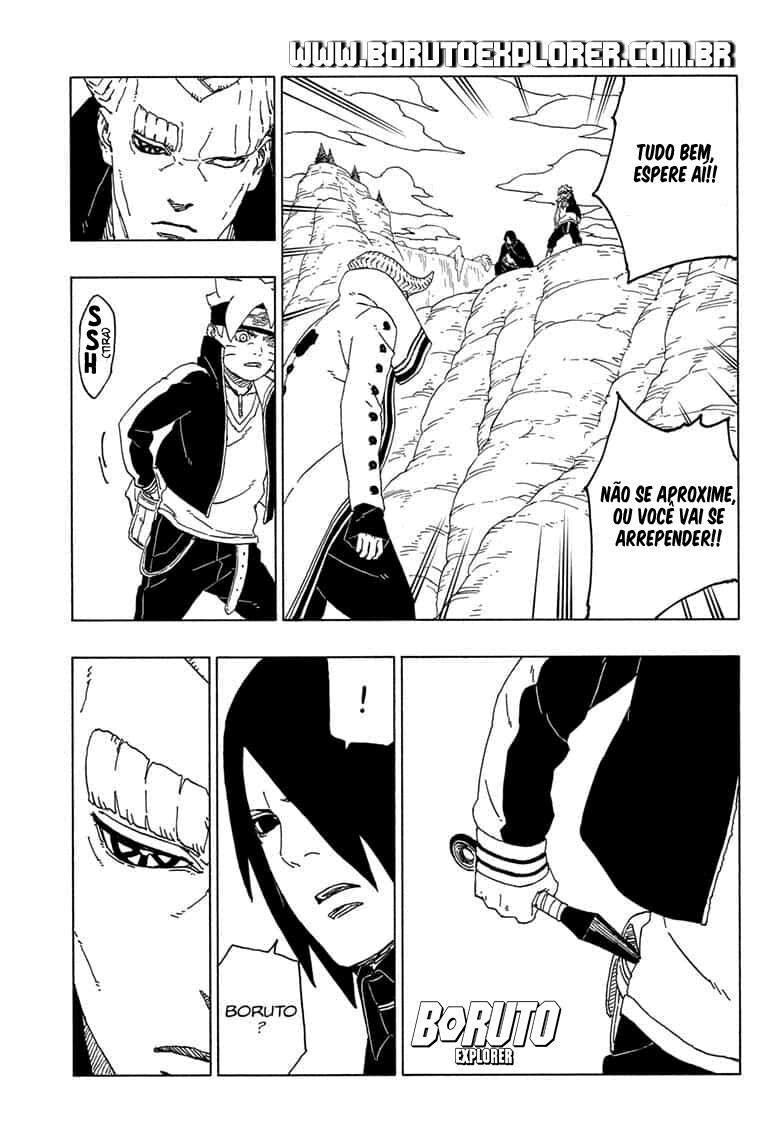 WWW.BORUTOEXPLORER.COM.BR
TUDO BEM,
ESPERE AI!!
NÃO SE APROXIME,
OU VOCÊ VAI SE
ARREPENDER!!
SSH
(TIRA)
!
BORUTO
?
BORUTO
EXPLORER